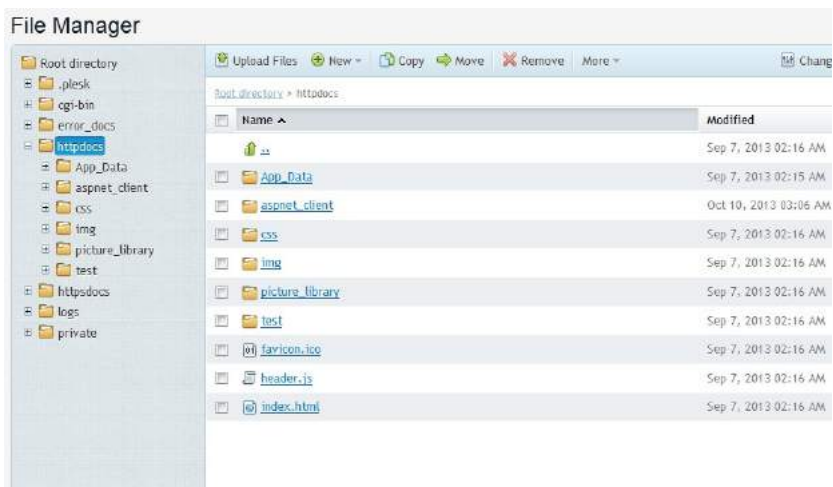 File Manager
Root directory
.plesk
cgi-bin
error_docs
httpdocs
App_Data
aspnet_client
css
img
picture_library
test
httpsdocs
logs
private
Upload Files New Copy Move Remove More Chang
Root directory > httpdocs
Name Modified
.. Sep 7, 2013 02:16 AM
App_Data Sep 7, 2013 02:15 AM
aspnet_client Oct 10, 2013 03:06 AM
css Sep 7, 2013 02:16 AM
img Sep 7, 2013 02:16 AM
picture_library Sep 7, 2013 02:16 AM
test Sep 7, 2013 02:16 AM
favicon.ico Sep 7, 2013 02:16 AM
header.js Sep 7, 2013 02:16 AM
index.html Sep 7, 2013 02:16 AM